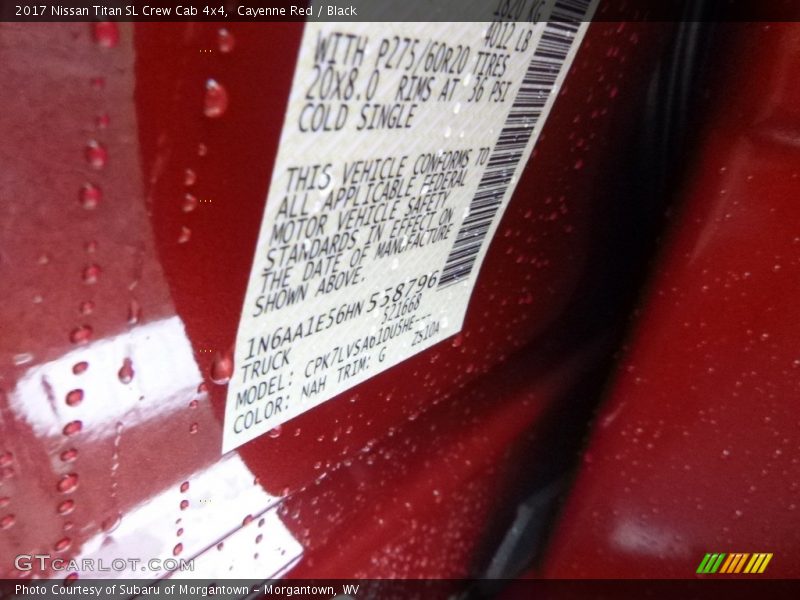 2017 Nissan Titan SL Crew Cab 4x4, Cayenne Red / Black
1820 KG
4012 LB
WITH P275/60R20 TIRES
20X8.0 RIMS AT 36 PSI
COLD SINGLE
THIS VEHICLE CONFORMS TO
ALL APPLICABLE FEDERAL
MOTOR VEHICLE SAFETY
STANDARDS IN EFFECT ON
THE DATE OF MANUFACTURE
SHOWN ABOVE.
1N6AA1E56HN558796
TRUCK 521668
MODEL: CPK7LVSA61DUSHE---
COLOR: NAH TRIM: G ZS10A
GTCARLOT.COM
Photo Courtesy of Subaru of Morgantown - Morgantown, WV